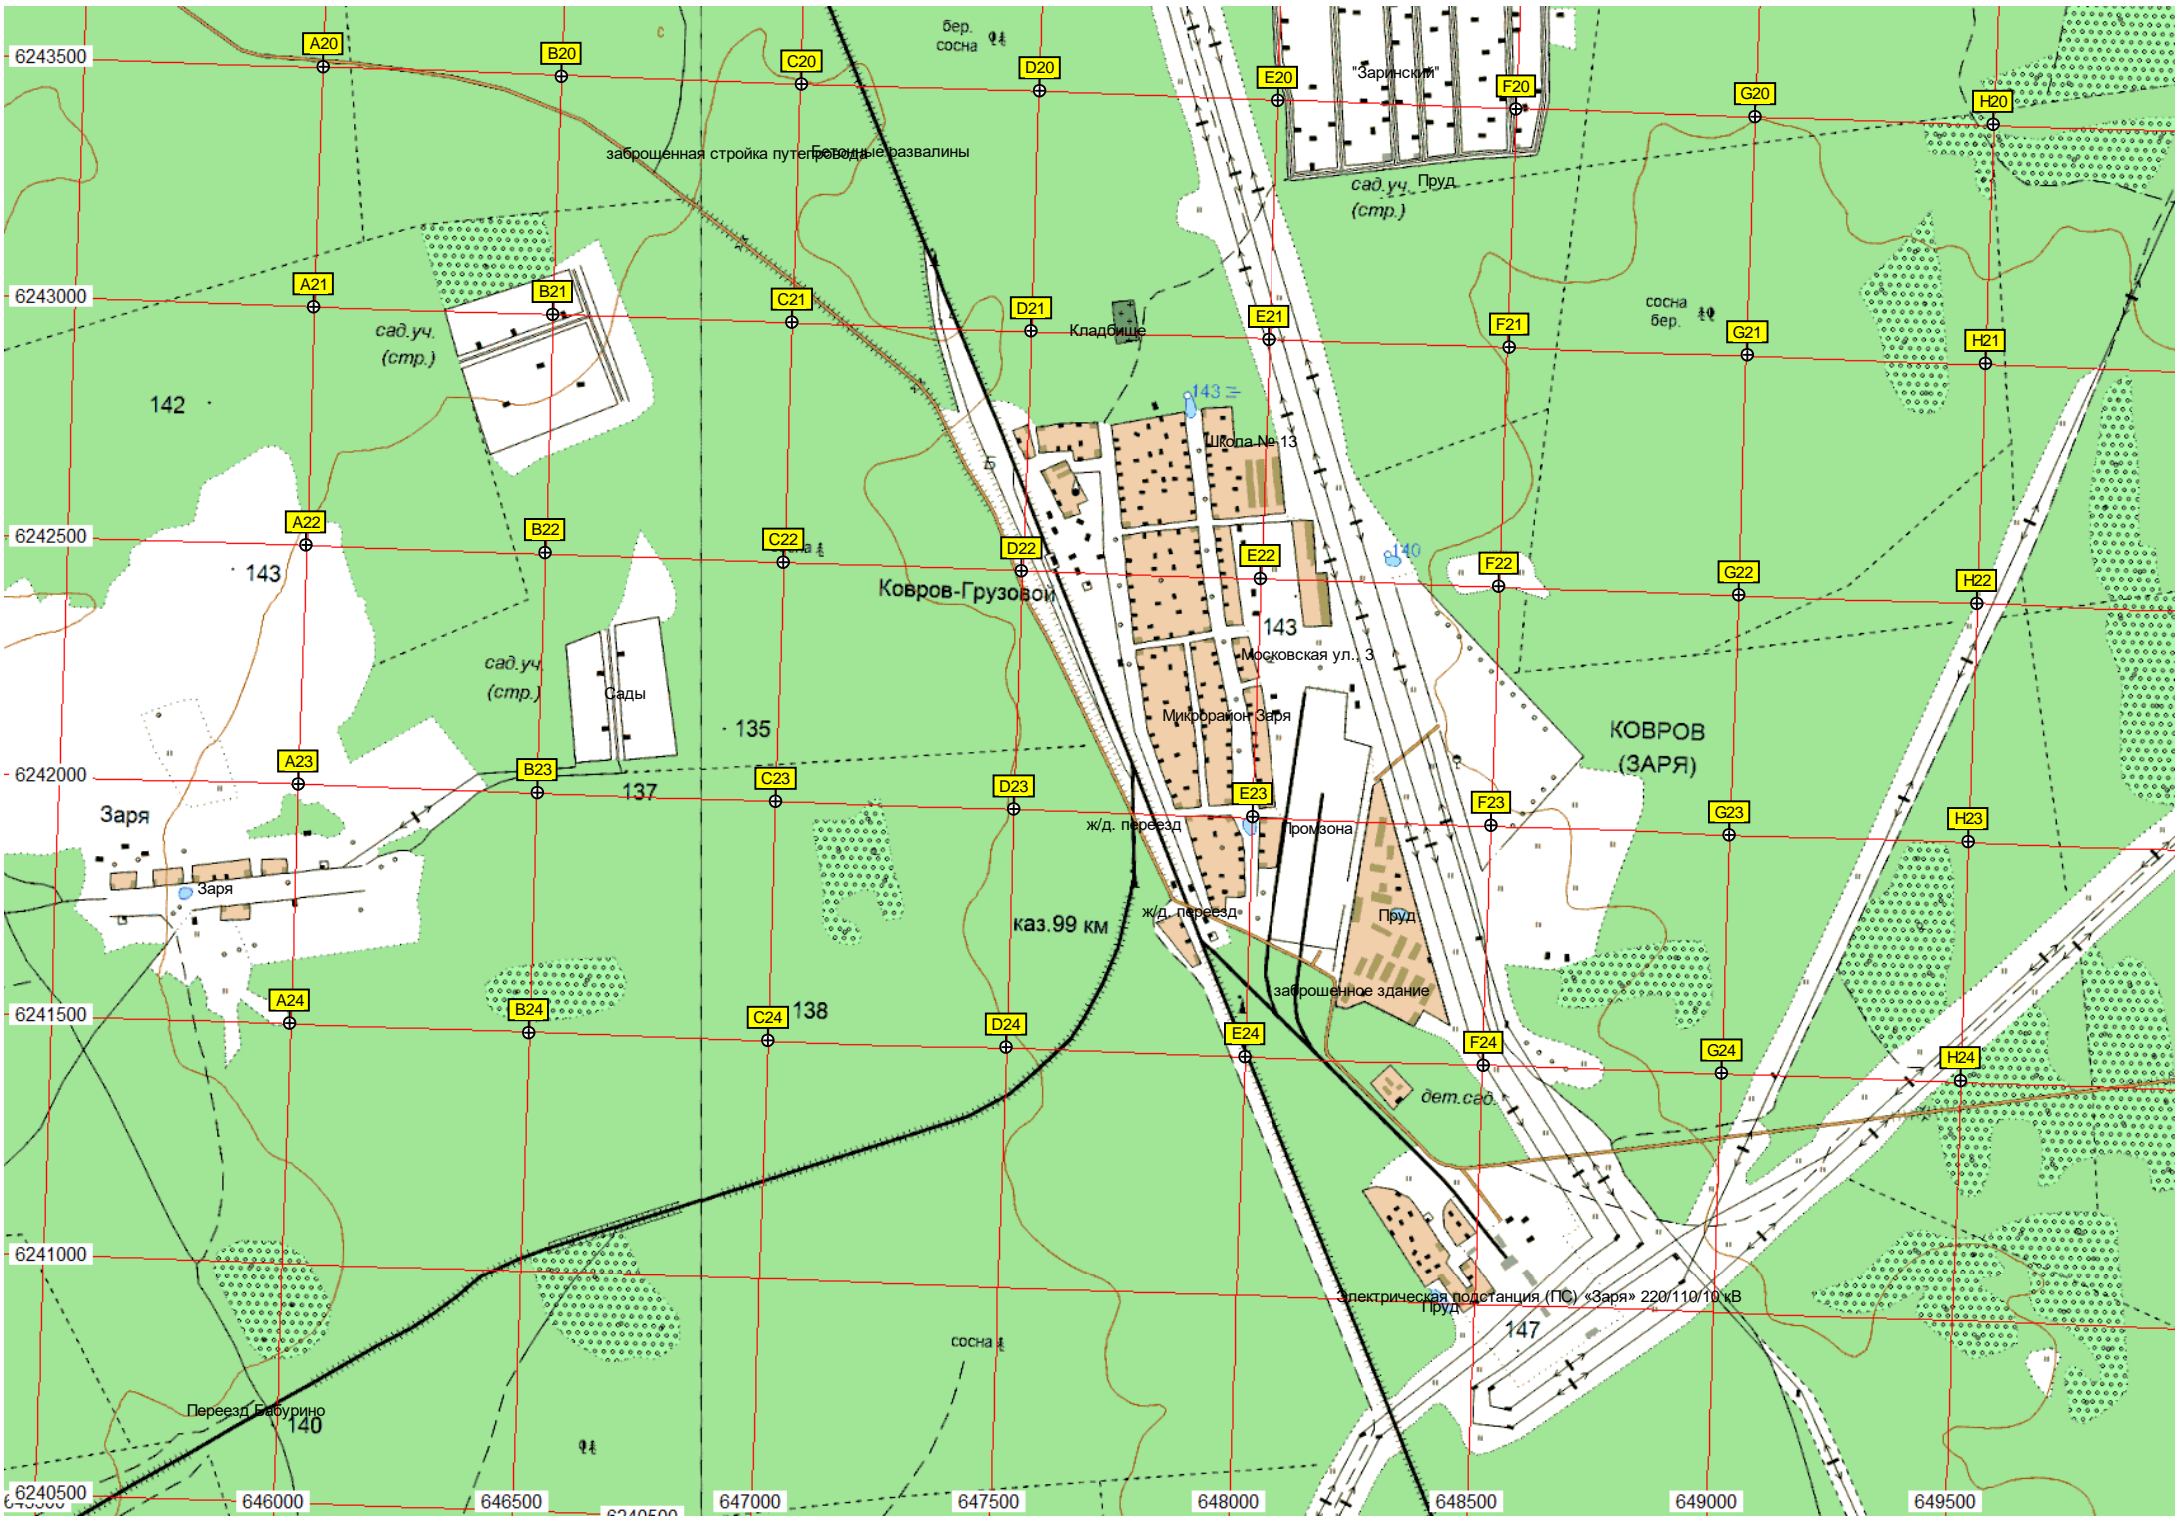 6243500
A20
B20
C20
D20
E20
F20
G20
H20
бер.
сосна
"Заринский"
с
заброшенная стройка путепровода
Бетонные развалины
сад.уч.
(стр.)
Пруд
6243000
A21
B21
C21
D21
E21
F21
G21
H21
сад.уч.
(стр.)
Кладбище
сосна
бер.
142
143
Школа № 13
Б
6242500
A22
B22
C22
D22
E22
F22
G22
H22
140
143
Ковров-Грузовой
143
Московская ул., 3
сад.уч.
(стр.)
Сады
135
Микрорайон Заря
КОВРОВ
(ЗАРЯ)
6242000
A23
B23
C23
D23
E23
F23
G23
H23
137
Заря
ж/д. переезд
Промзона
Заря
ж/д. переезд
Пруд
каз.99 км
заброшенное здание
6241500
A24
B24
C24
138
D24
E24
F24
G24
H24
дет.сад.
6241000
Электрическая подстанция (ПС) «Заря» 220/110/10 кВ
Пруд
147
сосна
Переезд Бабурино
140
6240500
646000
646500
647000
647500
648000
648500
649000
649500
6240500